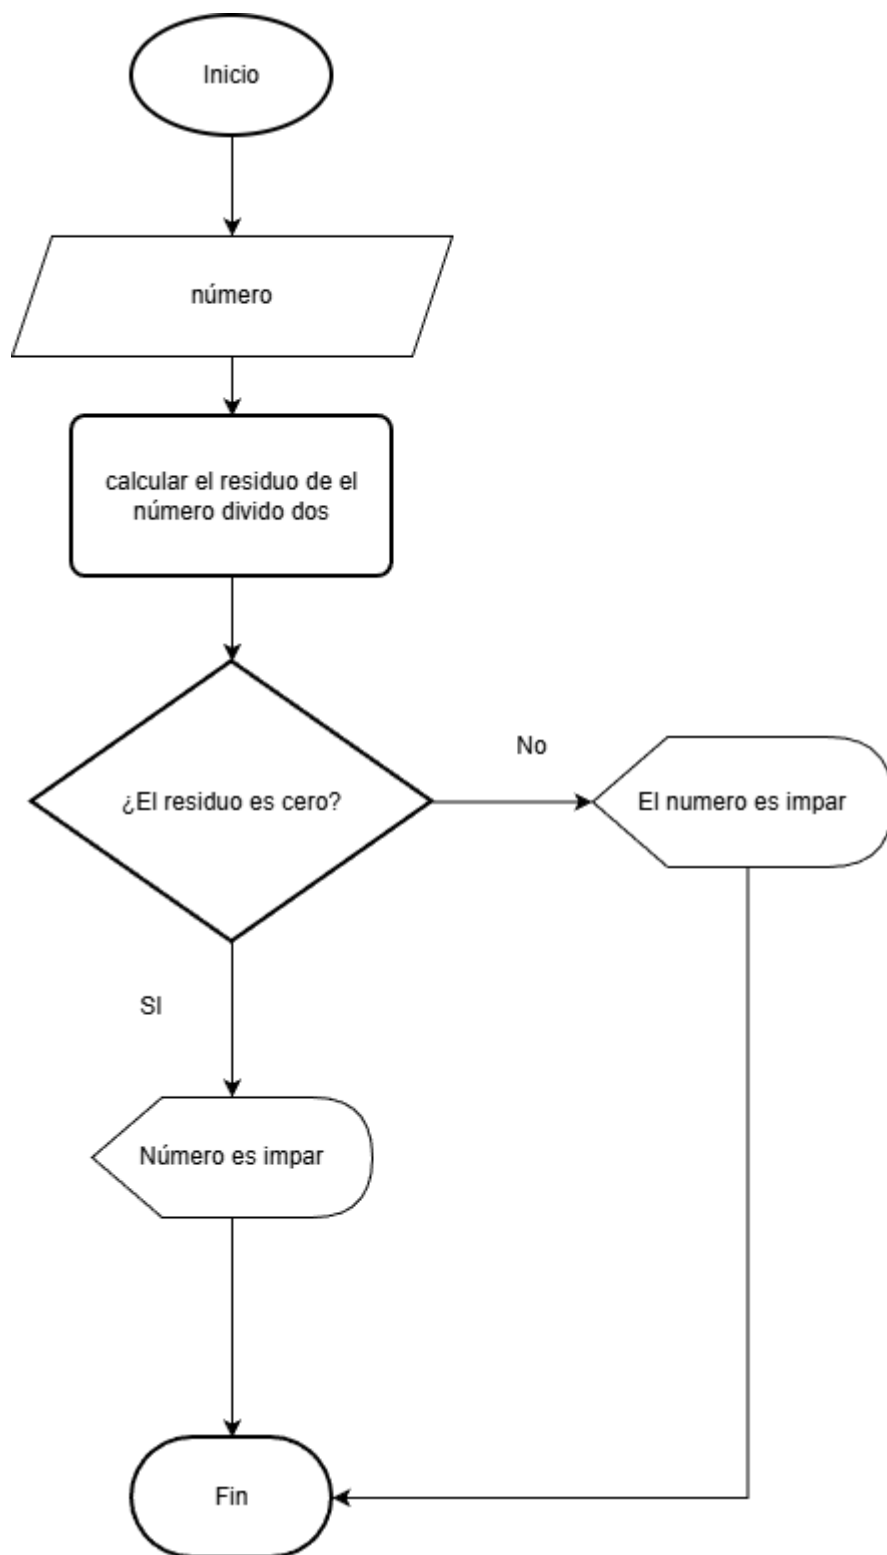 Inicio
número
calcular el residuo de el
número divido dos
¿El residuo es cero?
No
El numero es impar
SI
Número es impar
Fin